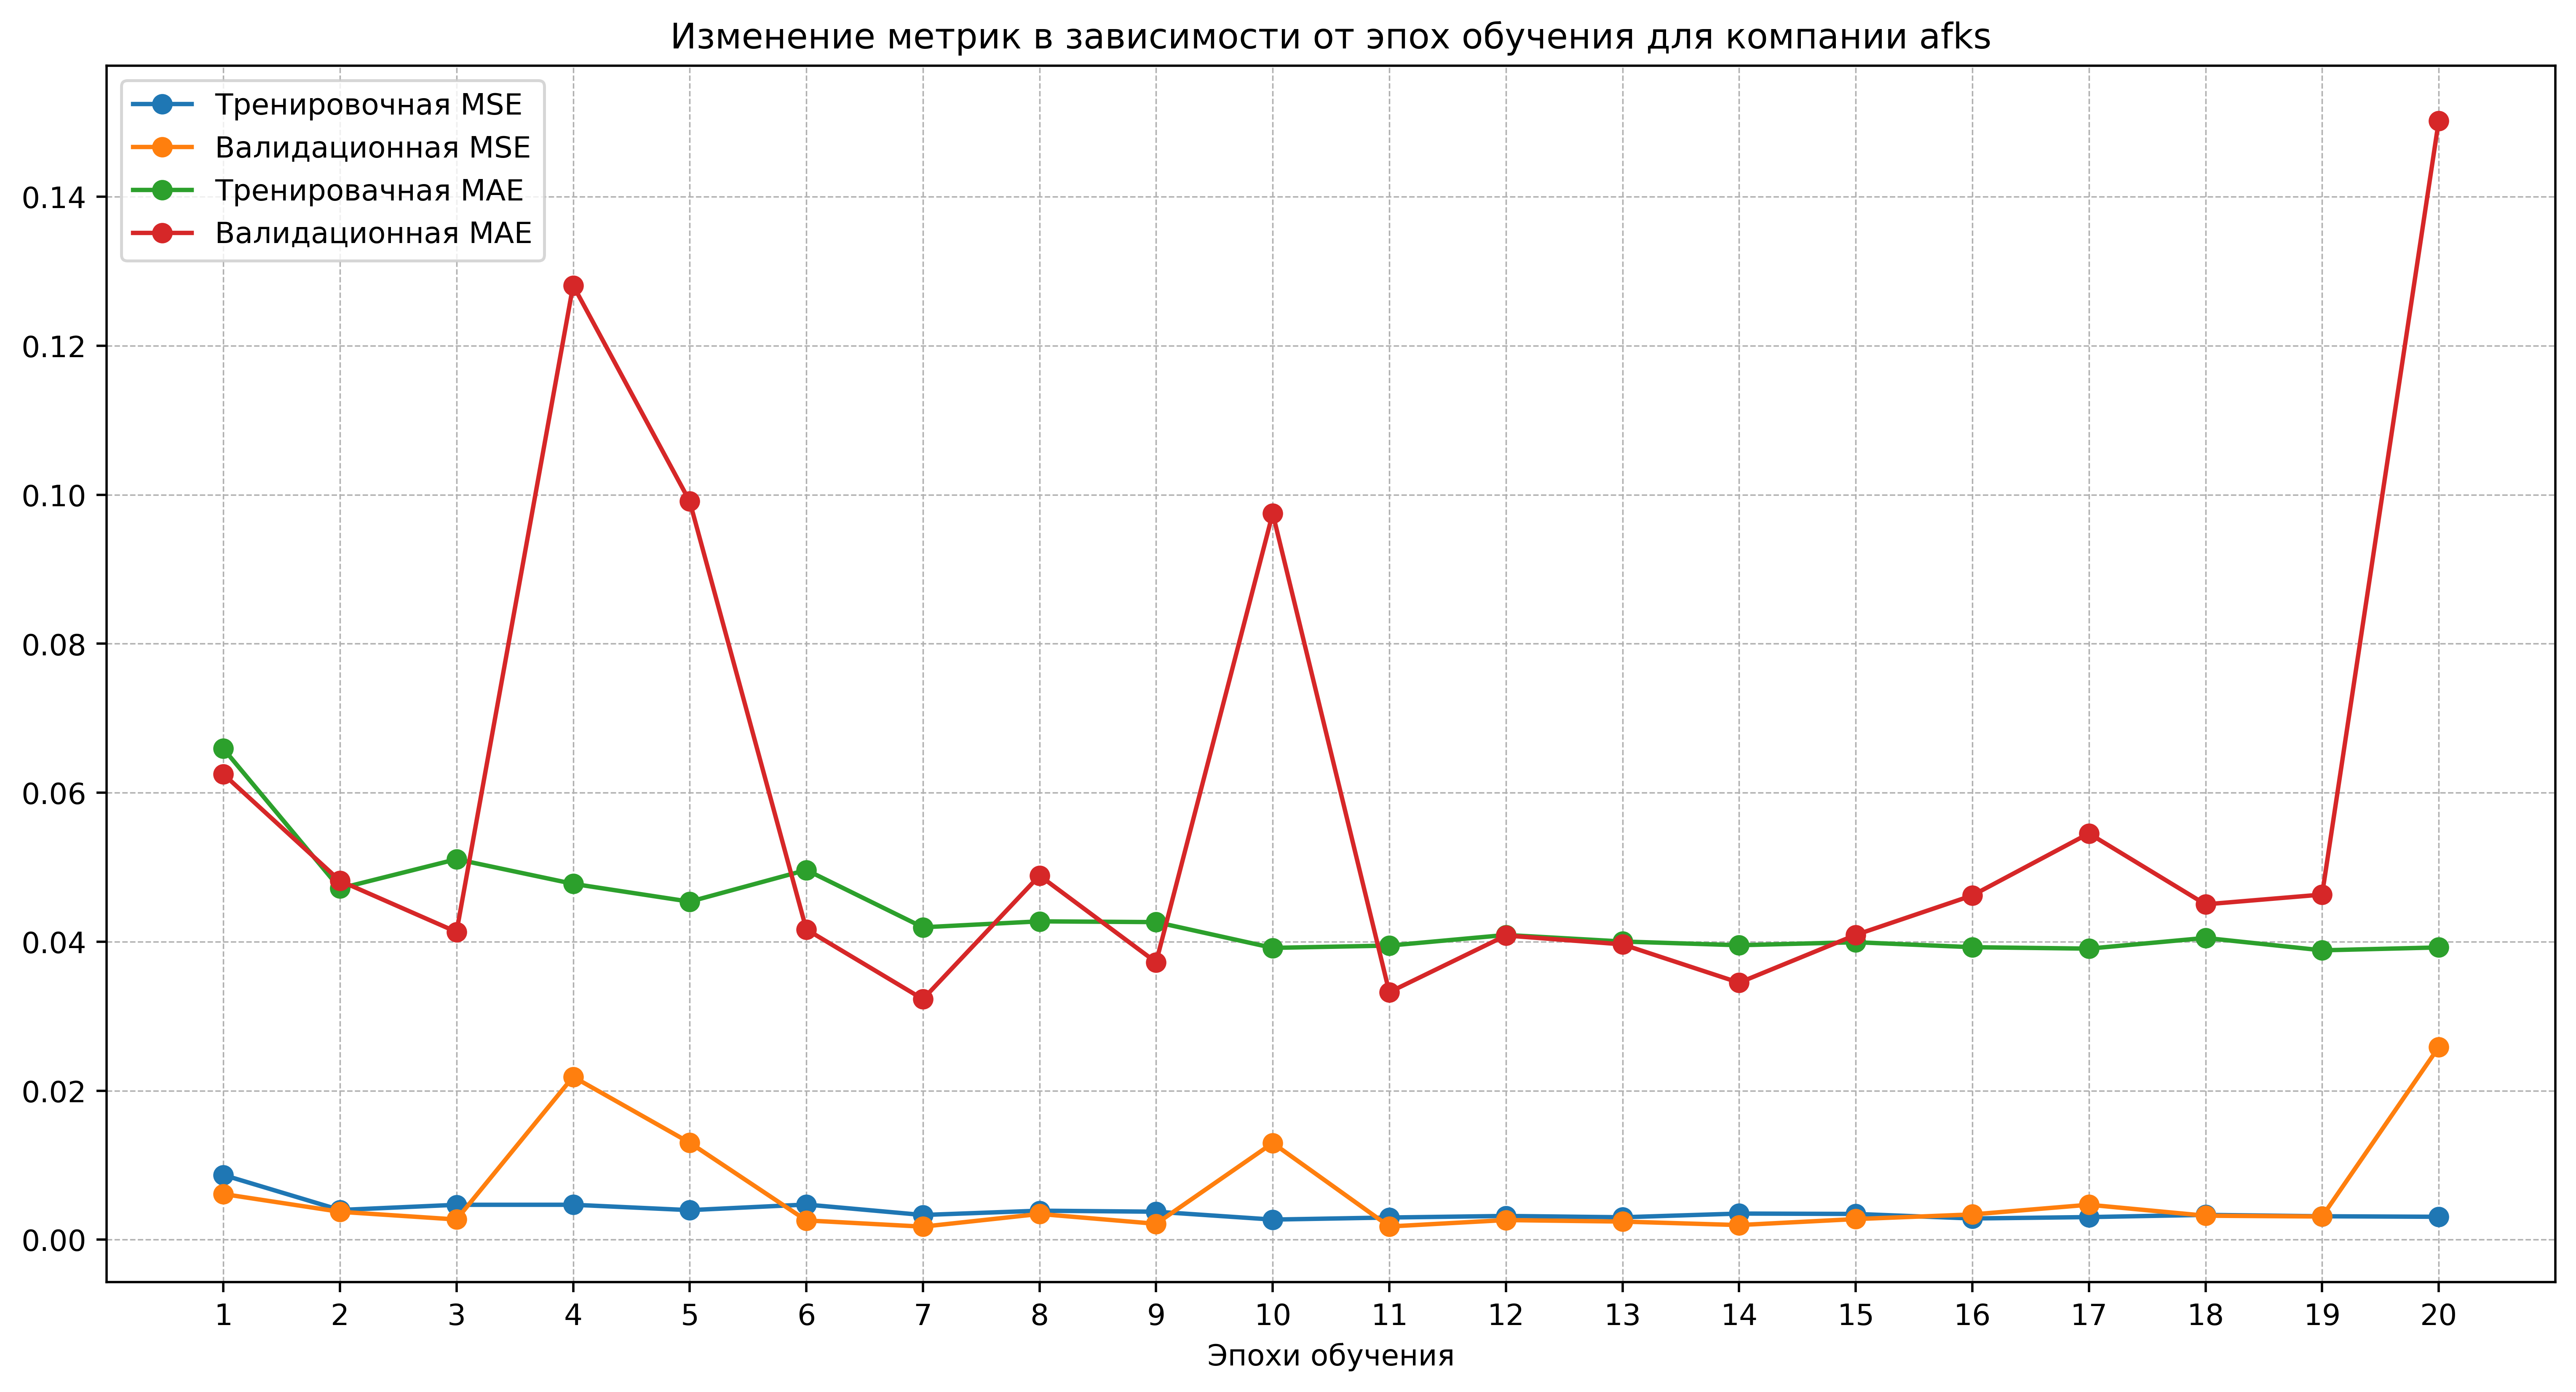 Изменение метрик в зависимости от эпох обучения для компании afks
Тренировочная MSE
Валидационная MSE
Тренировачная MAE
Валидационная MAE
0.14
0.12
0.10
0.08
0.06
0.04
0.02
0.00
1 2 3 4 5 6 7 8 9 10 11 12 13 14 15 16 17 18 19 20
Эпохи обучения